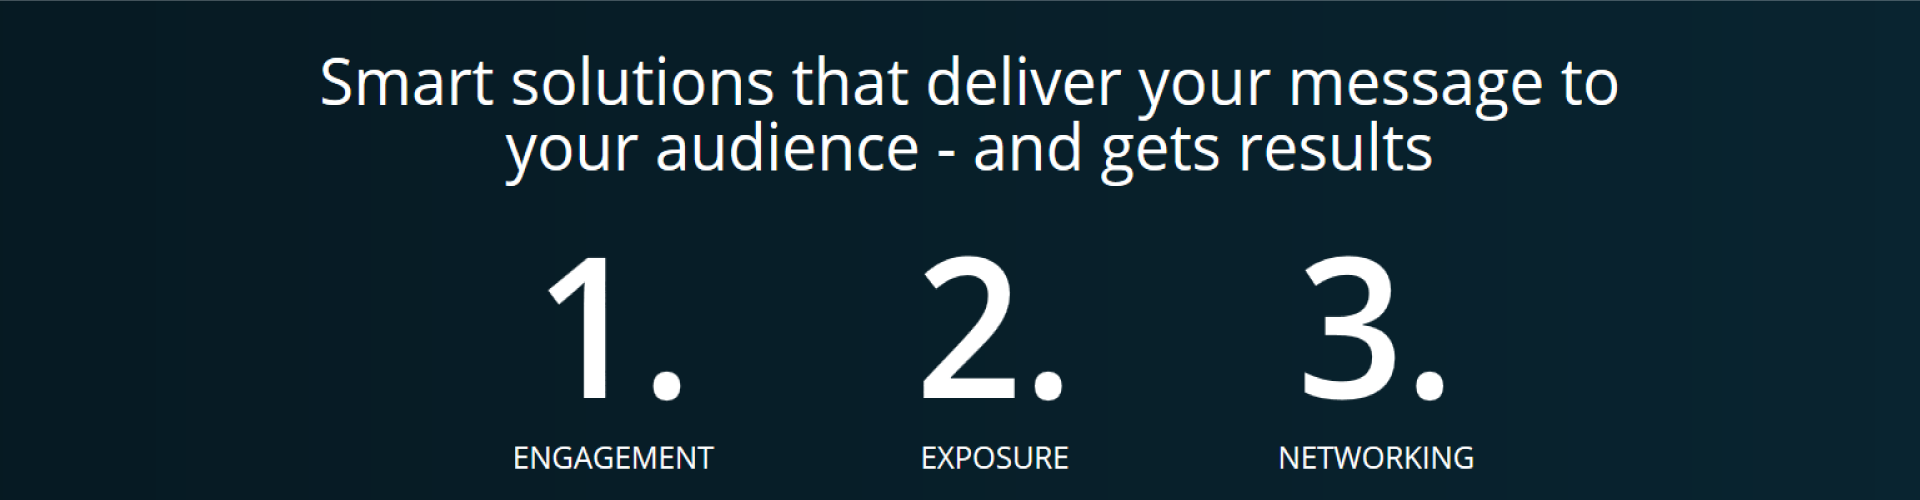 Smart solutions that deliver your message to
your audience - and gets results
1. 2. 3.
ENGAGEMENT EXPOSURE NETWORKING